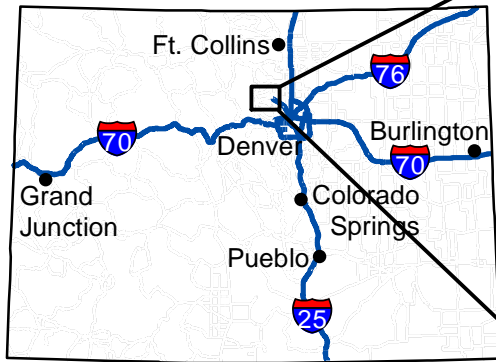 Ft. Collins
76
70
Denver
Burlington
70
Grand
Junction
Colorado
Springs
Pueblo
25